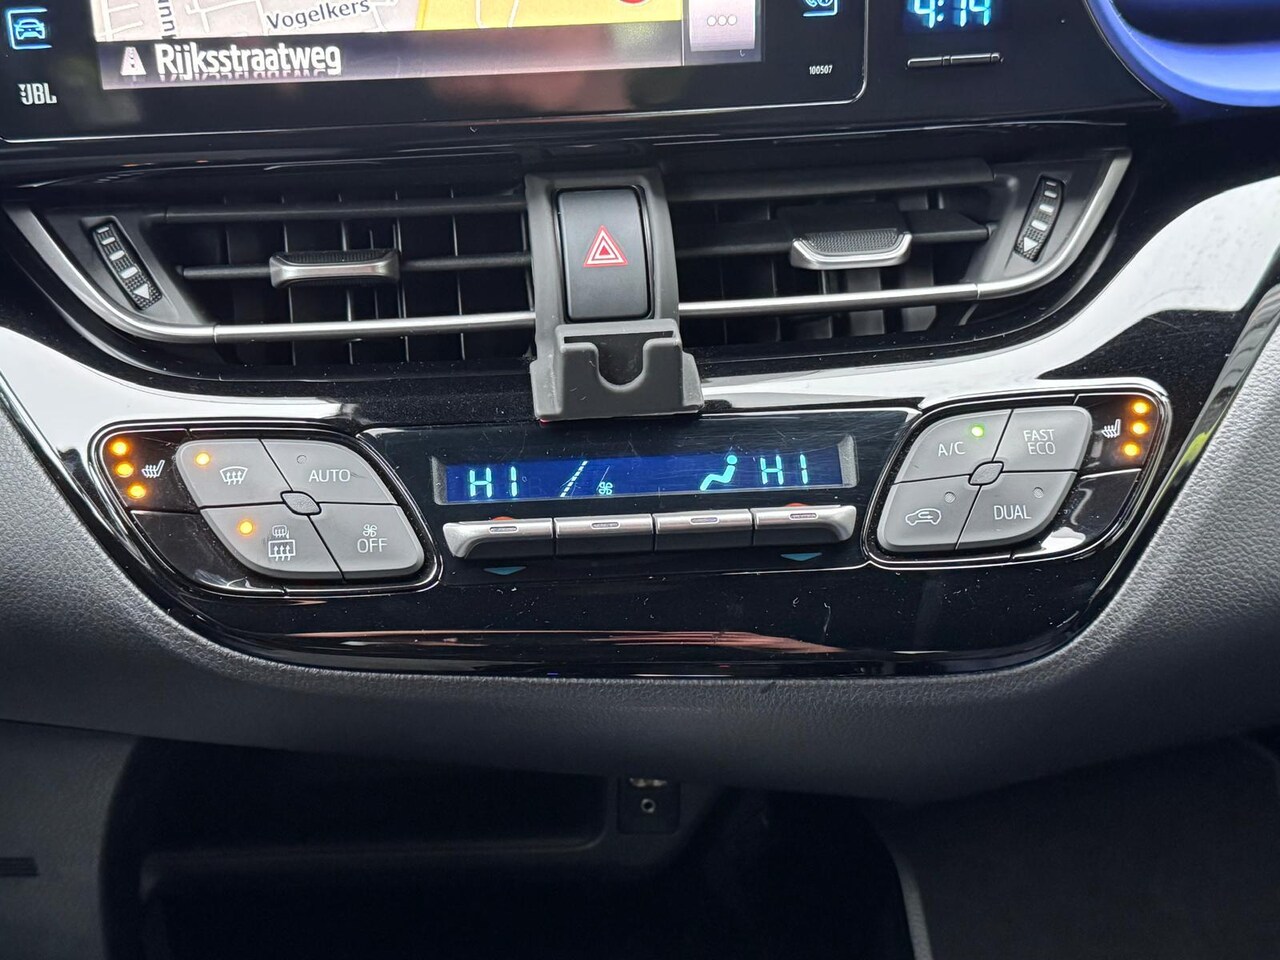 Vogelkers
4:14
Rijksstraatweg
JBL
100507
HI
HI
AUTO
OFF
A/C
FAST
ECO
DUAL